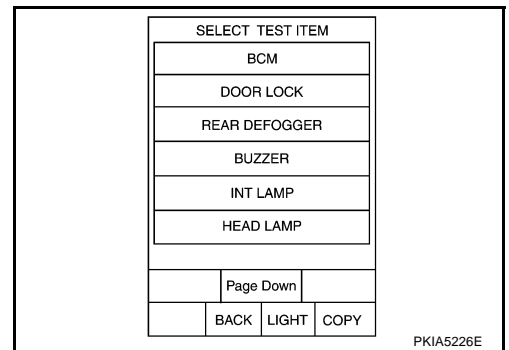 SELECT TEST ITEM
BCM
DOOR LOCK
REAR DEFOGGER
BUZZER
INT LAMP
HEAD LAMP
Page Down
BACK LIGHT COPY
PKIA5226E